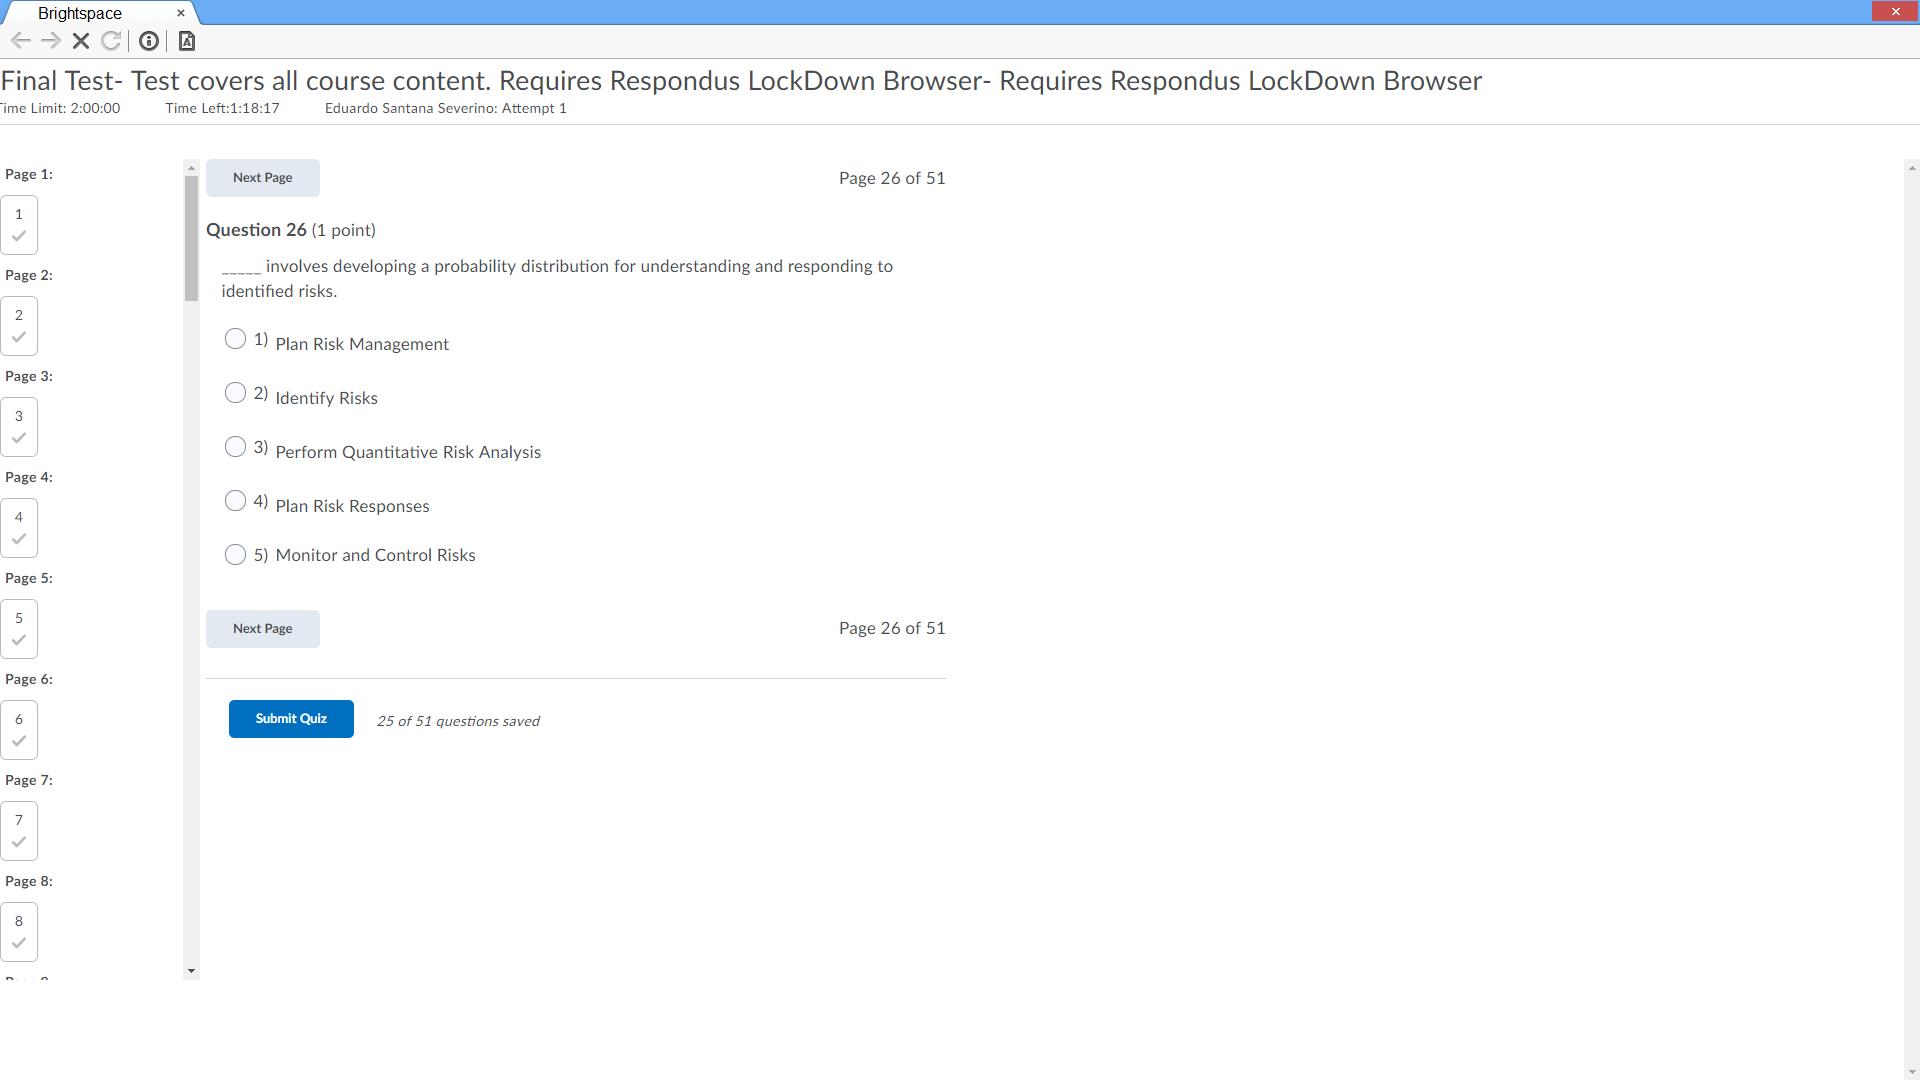 Brightspace
Final Test- Test covers all course content. Requires Respondus LockDown Browser- Requires Respondus LockDown Browser
Time Limit: 2:00:00 Time Left:1:18:17 Eduardo Santana Severino: Attempt 1
Page 1:
1
Page 2:
2
Page 3:
3
Page 4:
4
Page 5:
5
Page 6:
6
Page 7:
7
Page 8:
8
Next Page
Page 26 of 51
Question 26 (1 point)
_____ involves developing a probability distribution for understanding and responding to
identified risks.
1) Plan Risk Management
2) Identify Risks
3) Perform Quantitative Risk Analysis
4) Plan Risk Responses
5) Monitor and Control Risks
Next Page
Page 26 of 51
Submit Quiz
25 of 51 questions saved